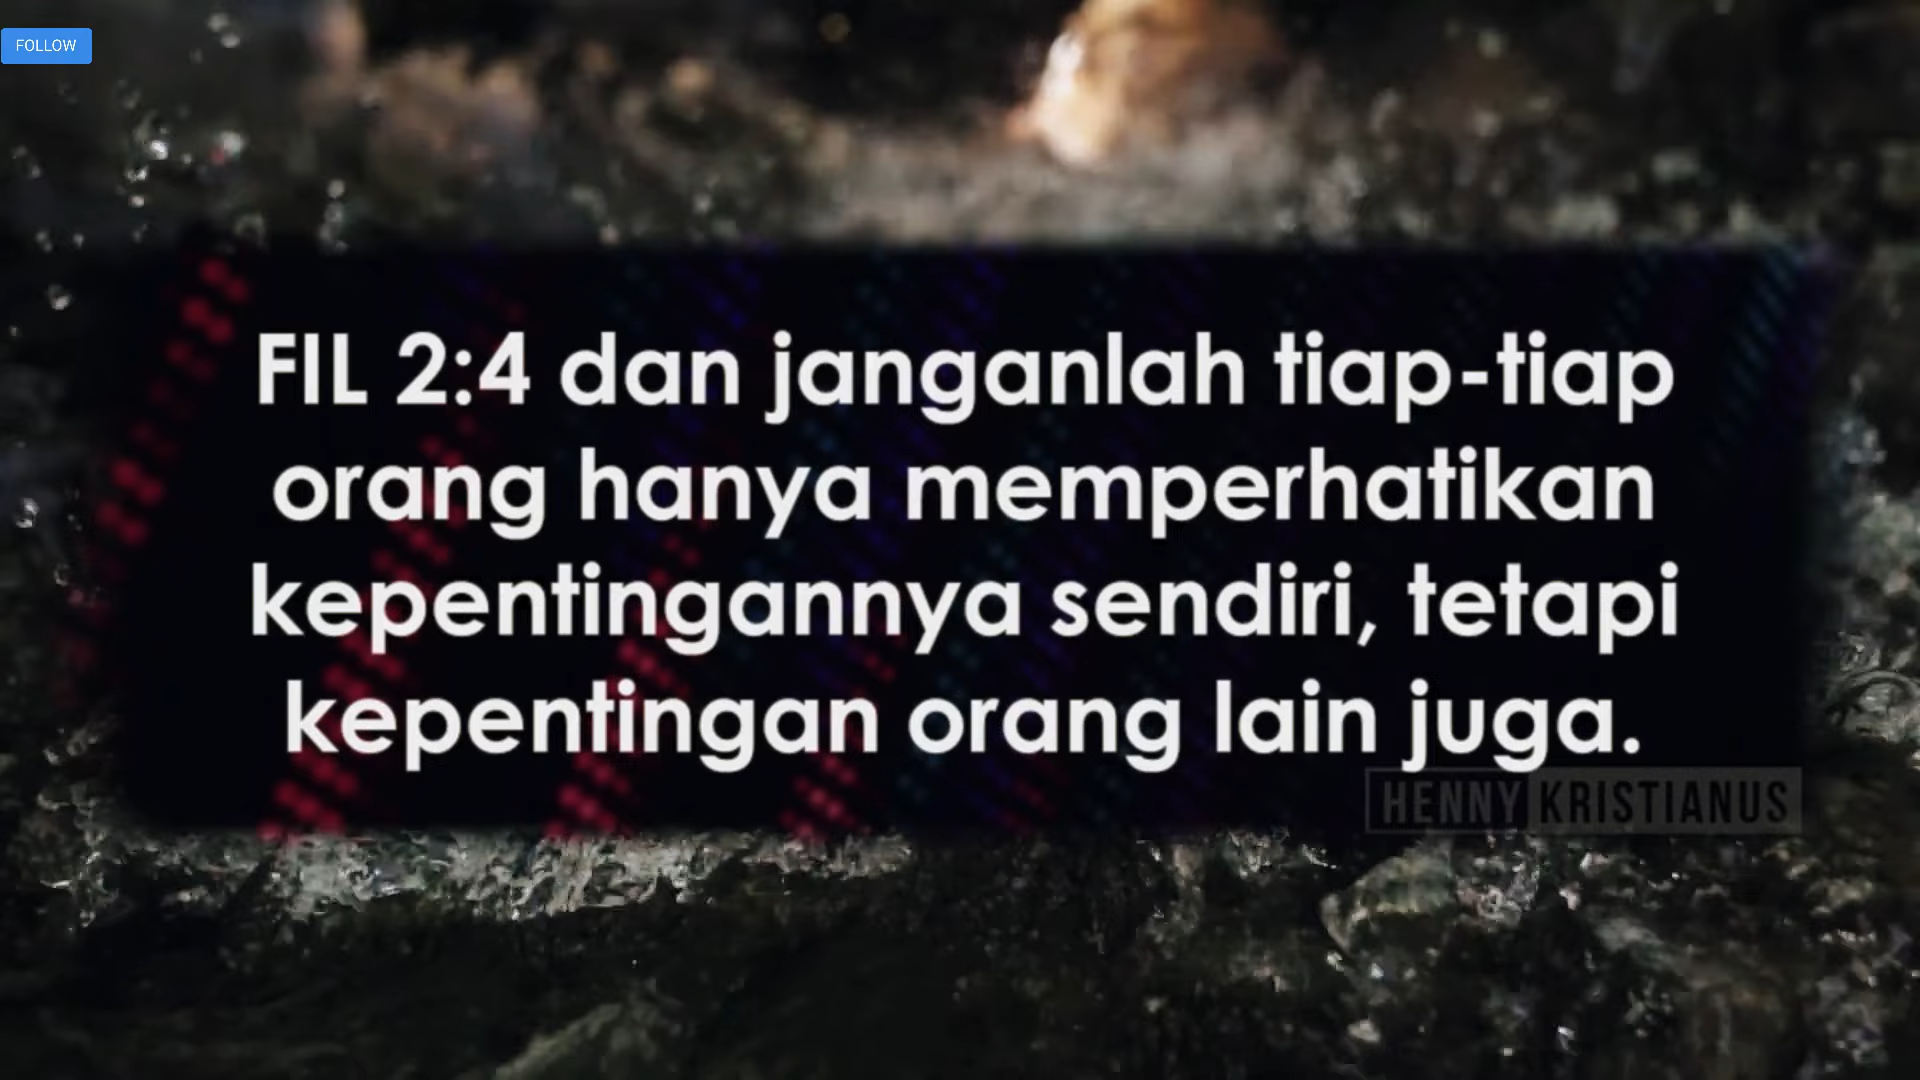 FOLLOW
FIL 2:4 dan janganlah tiap-tiap
orang hanya memperhatikan
kepentingannya sendiri, tetapi
kepentingan orang lain juga.
HENNY KRISTIANUS